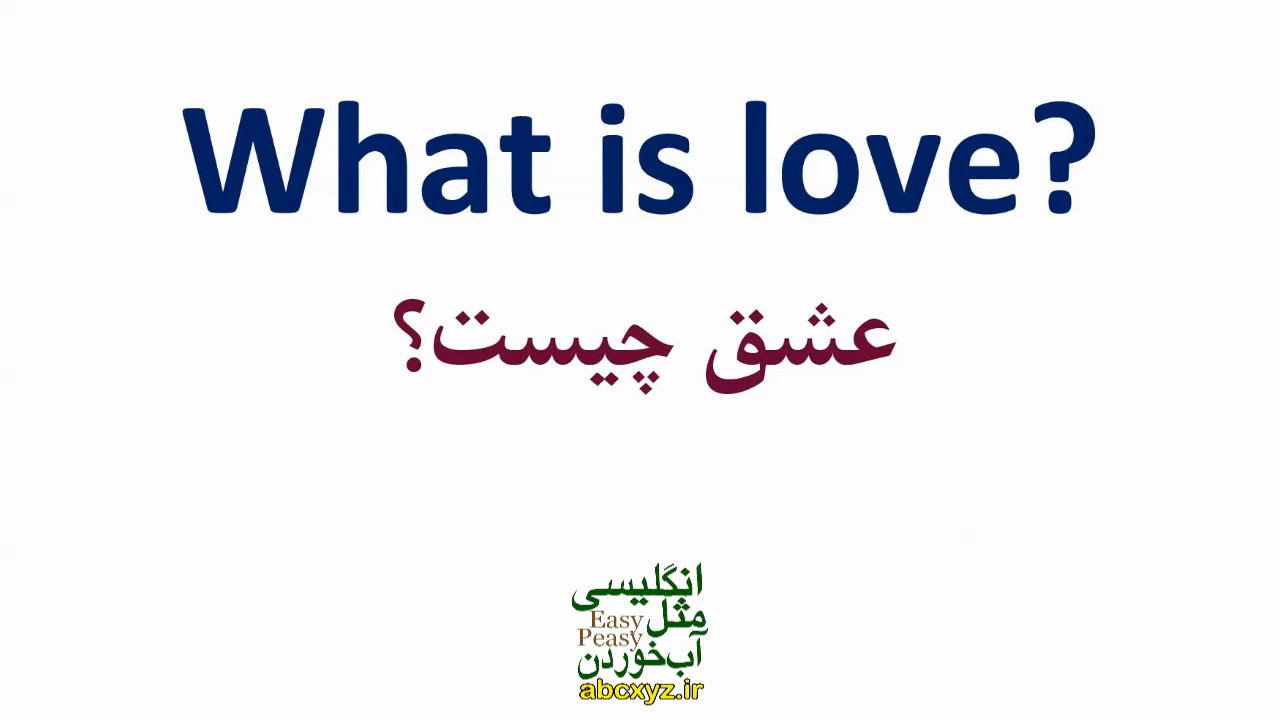 What is love?
عشق چیست؟
انگلیسی
مثل Easy
Peasy
آب‌خوردن
abcxyz.ir